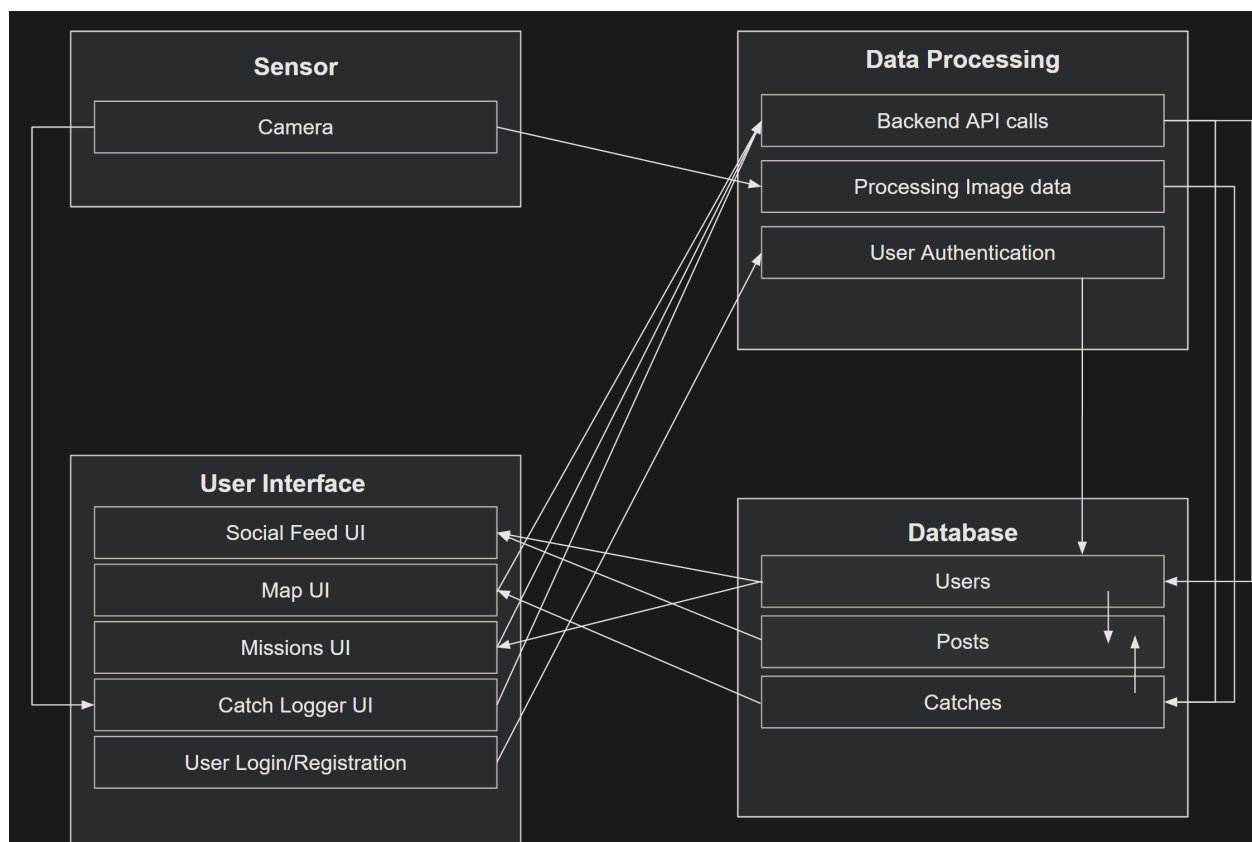 Sensor
Camera
Data Processing
Backend API calls
Processing Image data
User Authentication
User Interface
Social Feed UI
Map UI
Missions UI
Catch Logger UI
User Login/Registration
Database
Users
Posts
Catches